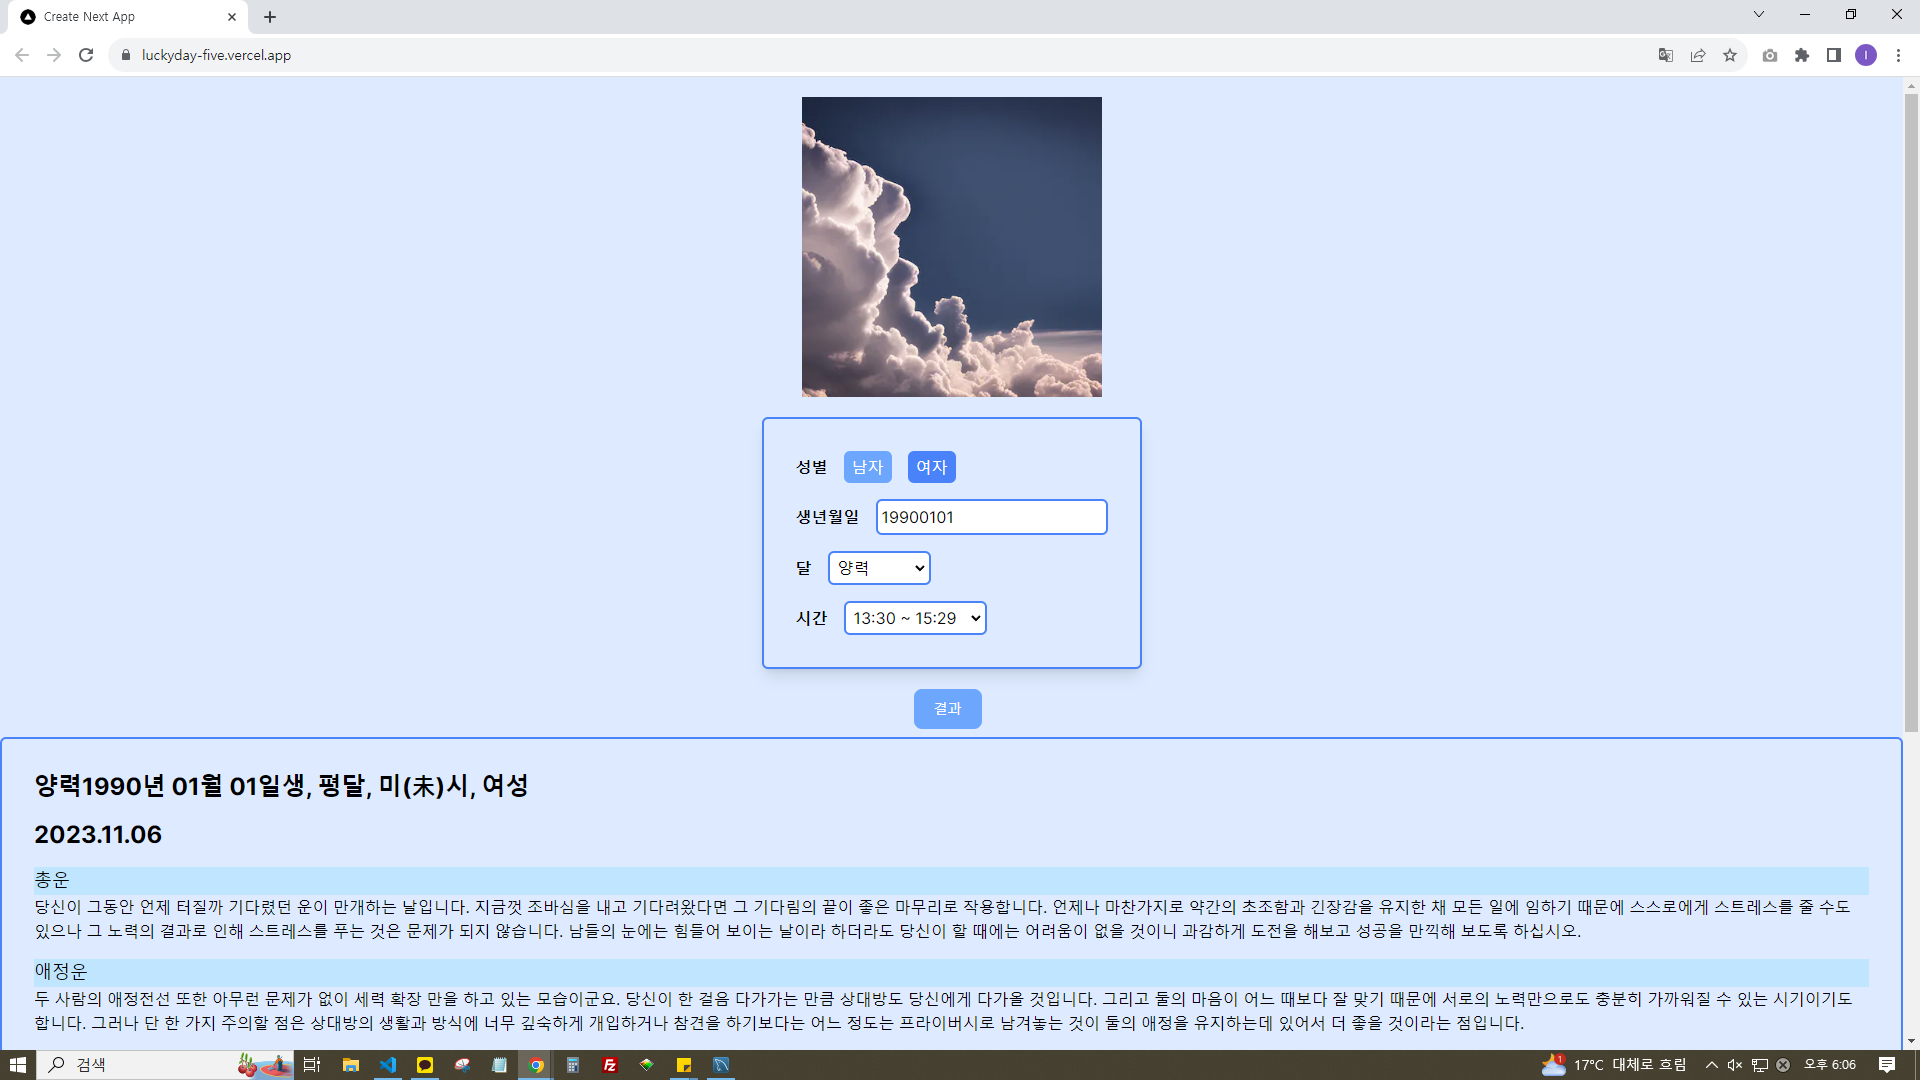 Create Next App
luckyday-five.vercel.app
I
성별 남자 여자
생년월일 19900101
달 양력
시간 13:30 ~ 15:29
결과
양력1990년 01월 01일생, 평달, 미(未)시, 여성
2023.11.06
총운
당신이 그동안 언제 터질까 기다렸던 운이 만개하는 날입니다. 지금껏 조바심을 내고 기다려왔다면 그 기다림의 끝이 좋은 마무리로 작용합니다. 언제나 마찬가지로 약간의 초조함과 긴장감을 유지한 채 모든 일에 임하기 때문에 스스로에게 스트레스를 줄 수도
있으나 그 노력의 결과로 인해 스트레스를 푸는 것은 문제가 되지 않습니다. 남들의 눈에는 힘들어 보이는 날이라 하더라도 당신이 할 때에는 어려움이 없을 것이니 과감하게 도전을 해보고 성공을 만끽해 보도록 하십시오.
애정운
두 사람의 애정전선 또한 아무런 문제가 없이 세력 확장 만을 하고 있는 모습이군요. 당신이 한 걸음 다가가는 만큼 상대방도 당신에게 다가올 것입니다. 그리고 둘의 마음이 어느 때보다 잘 맞기 때문에 서로의 노력만으로도 충분히 가까워질 수 있는 시기이기도
합니다. 그러나 단 한 가지 주의할 점은 상대방의 생활과 방식에 너무 깊숙하게 개입하거나 참견을 하기보다는 어느 정도는 프라이버시로 남겨놓는 것이 둘의 애정을 유지하는데 있어서 더 좋을 것이라는 점입니다.
검색
1
17°C 대체로 흐림
오후 6:06